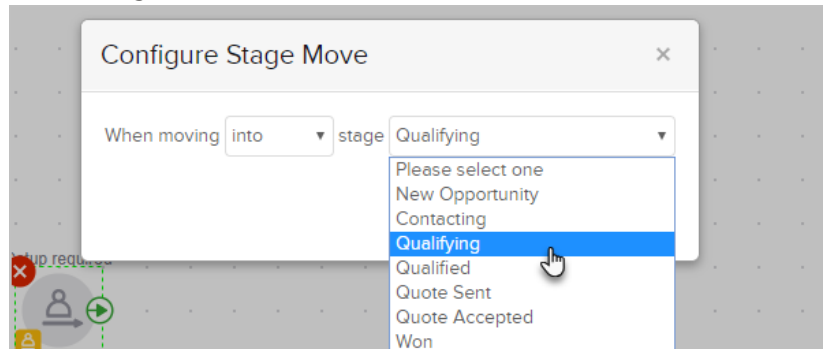 Configure Stage Move
When moving into stage Qualifying
Please select one
New Opportunity
Contacting
Qualifying
Qualified
Quote Sent
Quote Accepted
Won